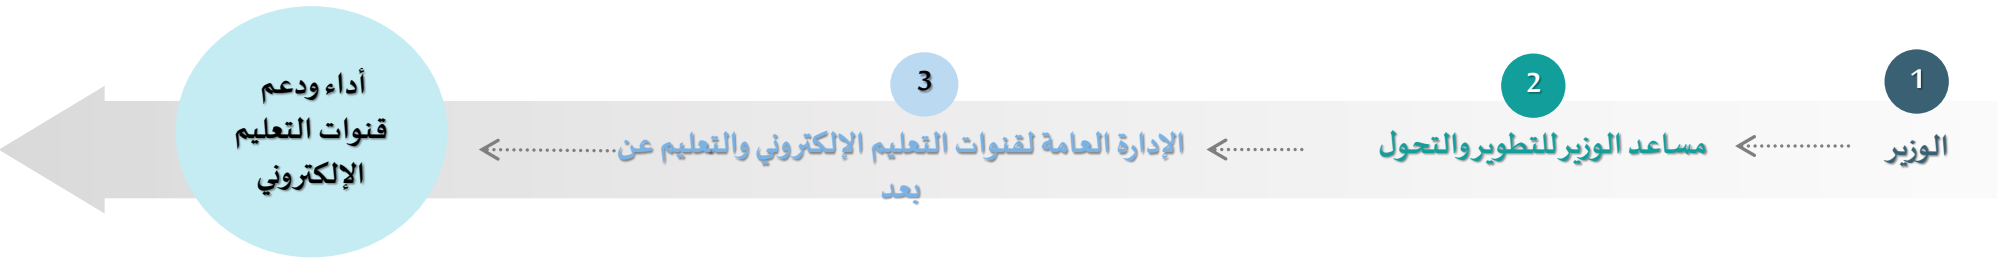 1
الوزير
2
مساعد الوزير للتطوير والتحول
3
الإدارة العامة لقنوات التعليم الإلكتروني والتعليم عن
بعد
أداء ودعم
قنوات التعليم
الإلكتروني